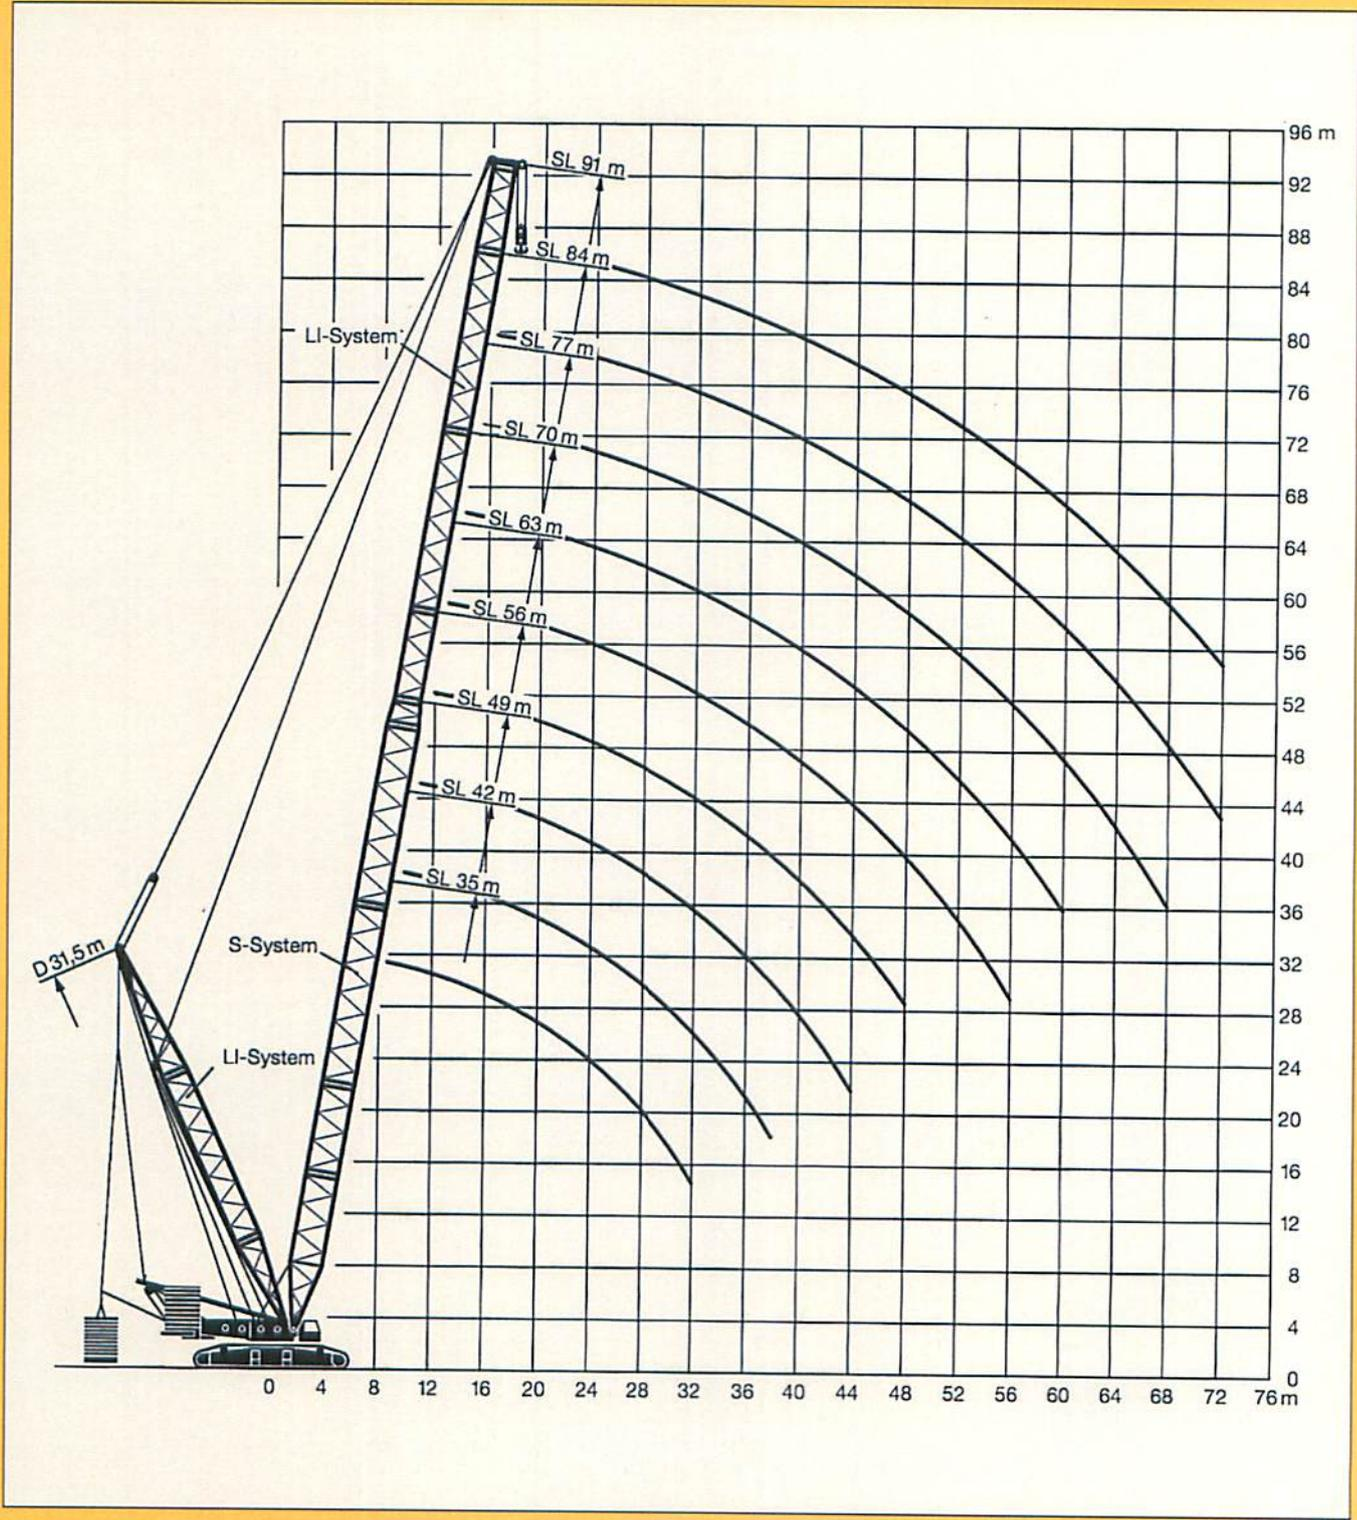 96 m
SL 91 m
92
88
SL 84 m
84
LI-System
SL 77 m
80
76
SL 70 m
72
68
SL 63 m
64
60
SL 56 m
56
SL 49 m
52
48
SL 42 m
44
40
SL 35 m
36
D 31,5 m
S-System
32
28
LI-System
24
20
16
12
8
4
0
0 4 8 12 16 20 24 28 32 36 40 44 48 52 56 60 64 68 72 76 m